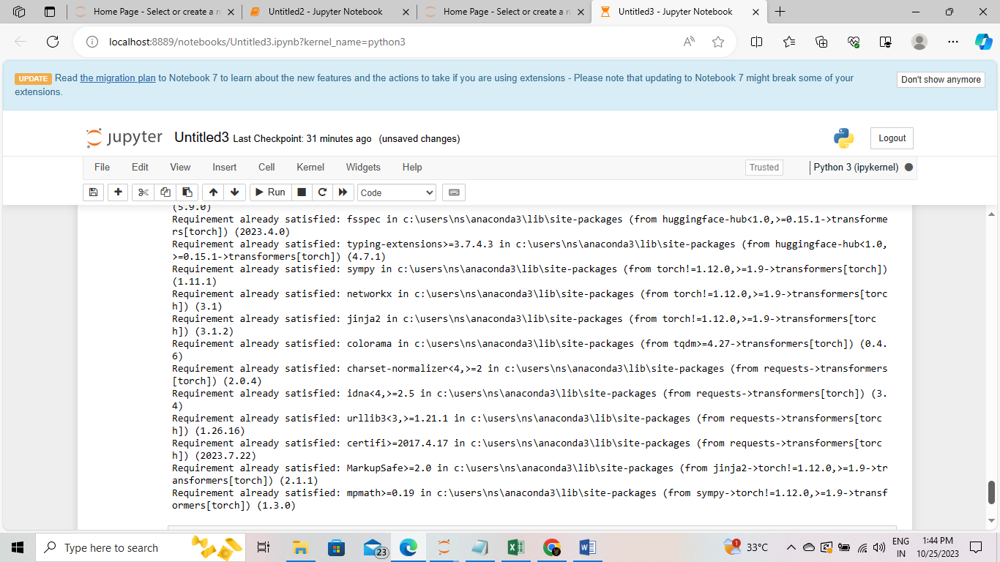 Home Page - Select or create a n
Untitled2 - Jupyter Notebook
Home Page - Select or create a n
Untitled3 - Jupyter Notebook
localhost:8889/notebooks/Untitled3.ipynb?kernel_name=python3
UPDATE Read the migration plan to Notebook 7 to learn about the new features and the actions to take if you are using extensions - Please note that updating to Notebook 7 might break some of your
extensions.
Don't show anymore
jupyter Untitled3 Last Checkpoint: 31 minutes ago (unsaved changes)
Logout
File Edit View Insert Cell Kernel Widgets Help
Trusted
Python 3 (ipykernel)
Run
Code
(5.9.0)
Requirement already satisfied: fsspec in c:\users\ns\anaconda3\lib\site-packages (from huggingface-hub<1.0,>=0.15.1->transforme
rs[torch]) (2023.4.0)
Requirement already satisfied: typing-extensions>=3.7.4.3 in c:\users\ns\anaconda3\lib\site-packages (from huggingface-hub<1.0,
>=0.15.1->transformers[torch]) (4.7.1)
Requirement already satisfied: sympy in c:\users\ns\anaconda3\lib\site-packages (from torch!=1.12.0,>=1.9->transformers[torch])
(1.11.1)
Requirement already satisfied: networkx in c:\users\ns\anaconda3\lib\site-packages (from torch!=1.12.0,>=1.9->transformers[torc
h]) (3.1)
Requirement already satisfied: jinja2 in c:\users\ns\anaconda3\lib\site-packages (from torch!=1.12.0,>=1.9->transformers[torc
h]) (3.1.2)
Requirement already satisfied: colorama in c:\users\ns\anaconda3\lib\site-packages (from tqdm>=4.27->transformers[torch]) (0.4.
6)
Requirement already satisfied: charset-normalizer<4,>=2 in c:\users\ns\anaconda3\lib\site-packages (from requests->transformers
[torch]) (2.0.4)
Requirement already satisfied: idna<4,>=2.5 in c:\users\ns\anaconda3\lib\site-packages (from requests->transformers[torch]) (3.
4)
Requirement already satisfied: urllib3<3,>=1.21.1 in c:\users\ns\anaconda3\lib\site-packages (from requests->transformers[torc
h]) (1.26.16)
Requirement already satisfied: certifi>=2017.4.17 in c:\users\ns\anaconda3\lib\site-packages (from requests->transformers[torc
h]) (2023.7.22)
Requirement already satisfied: MarkupSafe>=2.0 in c:\users\ns\anaconda3\lib\site-packages (from jinja2->torch!=1.12.0,>=1.9->tr
ansformers[torch]) (2.1.1)
Requirement already satisfied: mpmath>=0.19 in c:\users\ns\anaconda3\lib\site-packages (from sympy->torch!=1.12.0,>=1.9->transf
ormers[torch]) (1.3.0)
Type here to search
23
1
33°C
ENG
IN
1:44 PM
10/25/2023